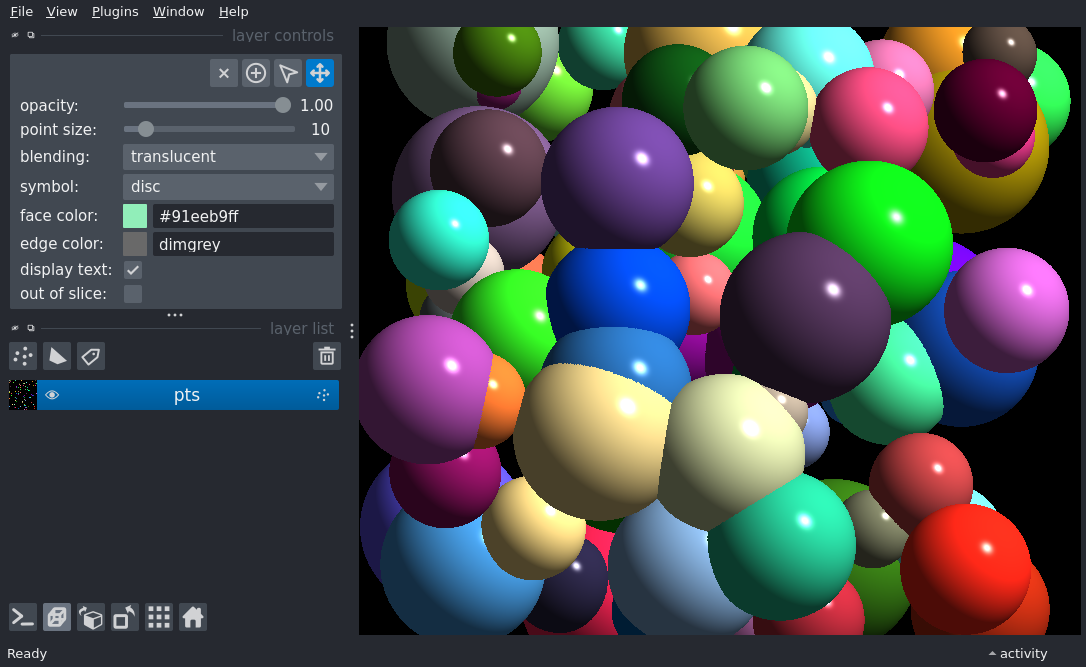 File View Plugins Window Help
layer controls
opacity: 1.00
point size: 10
blending: translucent
symbol: disc
face color: #91eeb9ff
edge color: dimgrey
display text:
out of slice:
layer list
pts
Ready
activity